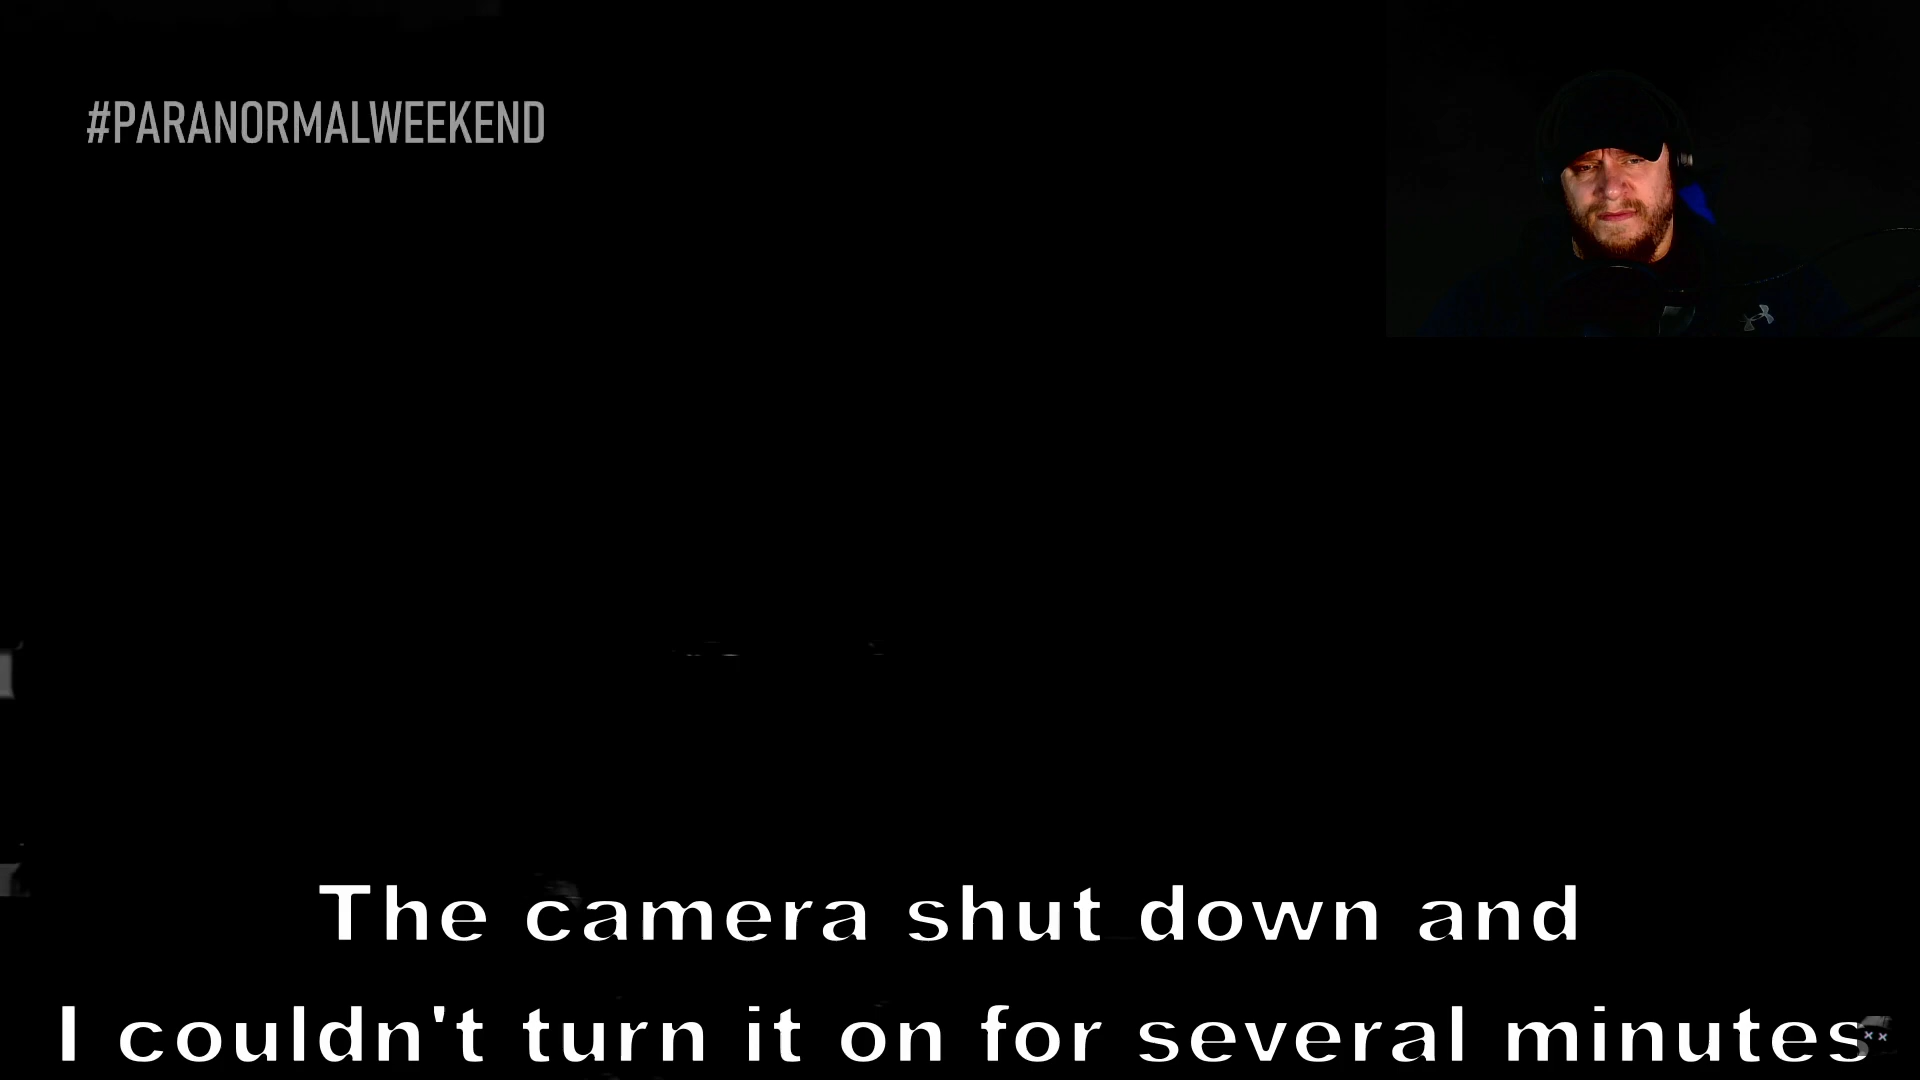 #PARANORMALWEEKEND
The camera shut down and
I couldn't turn it on for several minutes